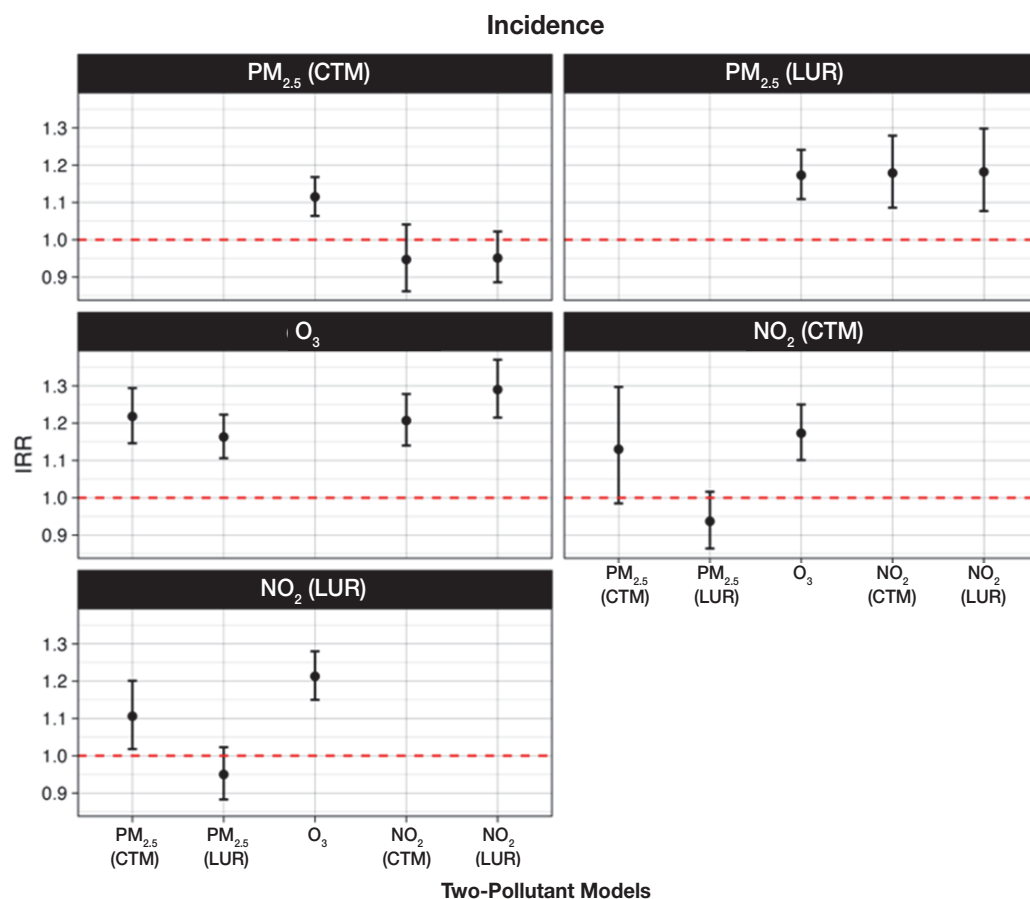 Incidence
PM2.5 (CTM)
PM2.5 (LUR)
1.3
1.2
1.1
1.0
0.9
O3
NO2 (CTM)
IRR
1.3
1.2
1.1
1.0
0.9
PM2.5 (CTM)
PM2.5 (LUR)
O3
NO2 (CTM)
NO2 (LUR)
NO2 (LUR)
1.3
1.2
1.1
1.0
0.9
PM2.5 (CTM)
PM2.5 (LUR)
O3
NO2 (CTM)
NO2 (LUR)
Two-Pollutant Models